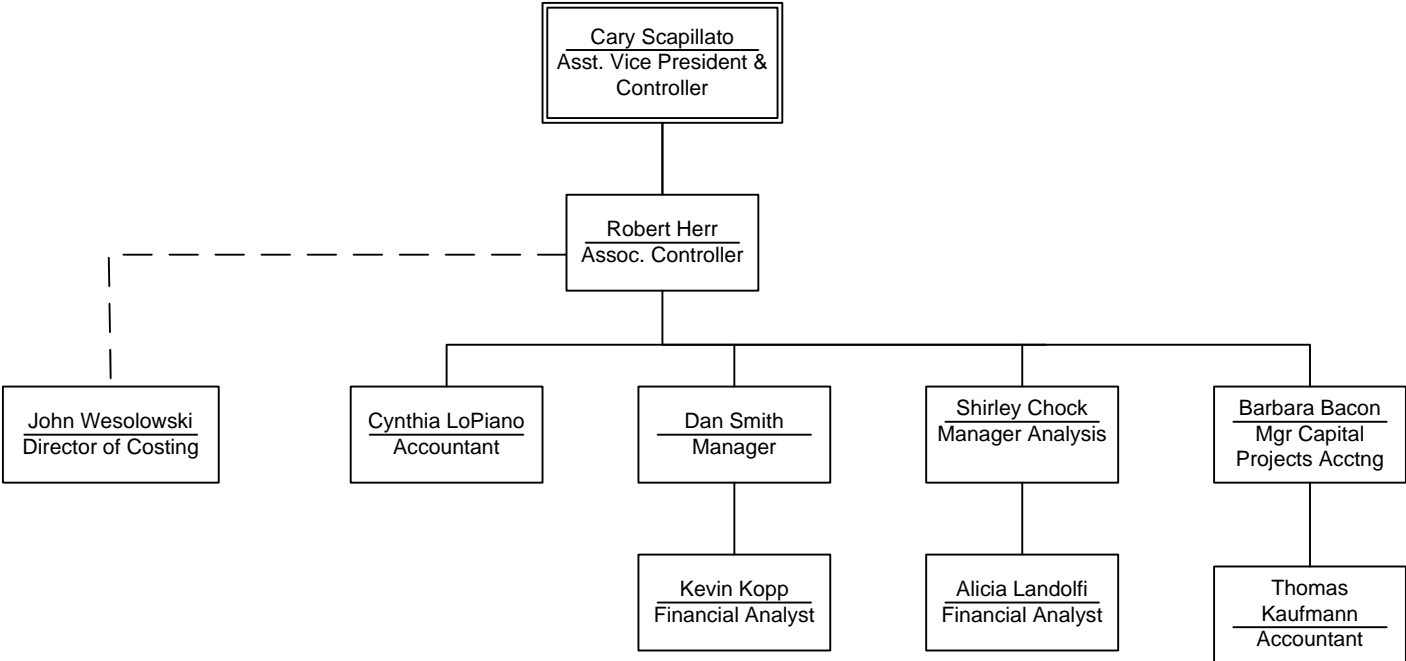 Cary Scapillato
Asst. Vice President &
Controller
Robert Herr
Assoc. Controller
John Wesolowski
Director of Costing
Cynthia LoPiano
Accountant
Dan Smith
Manager
Shirley Chock
Manager Analysis
Barbara Bacon
Mgr Capital
Projects Acctng
Kevin Kopp
Financial Analyst
Alicia Landolfi
Financial Analyst
Thomas
Kaufmann
Accountant